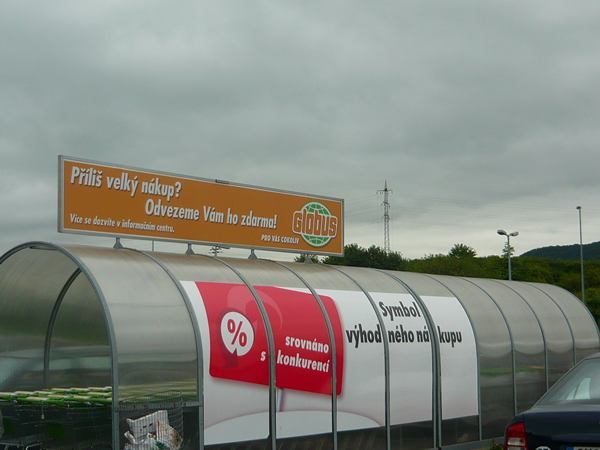 Příliš velký nákup?
Odvezeme Vám ho zdarma!
Více se dozvíte v informačním centru.
Globus
PRO VÁS COKOLIV
%
srovnáno
s konkurencí
Symbol
výhodného nákupu